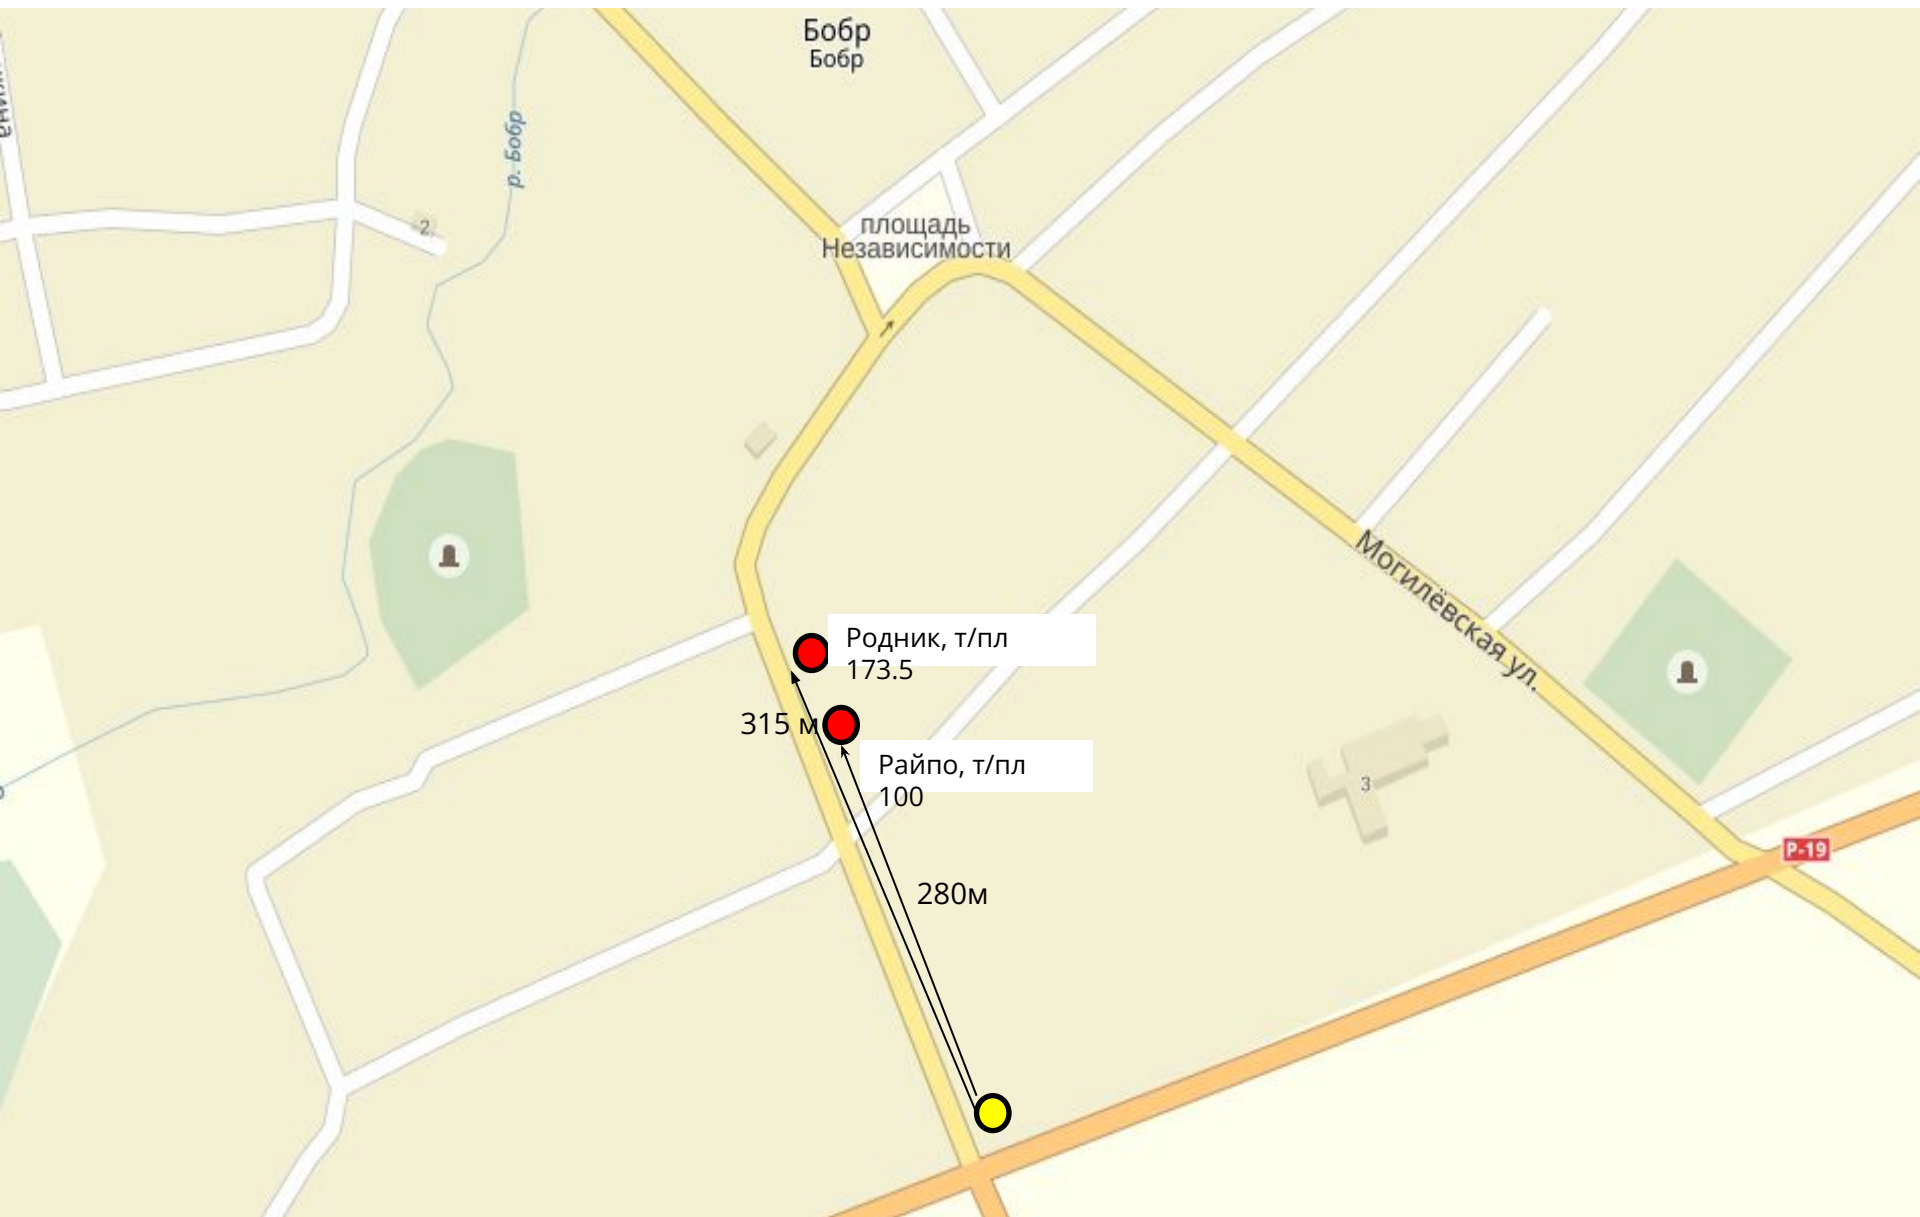 Бобр
Бобр
р. Бобр
2
площадь
Независимости
Могилёвская ул.
Родник, т/пл
173.5
315 м
Райпо, т/пл
100
3
Р-19
280м